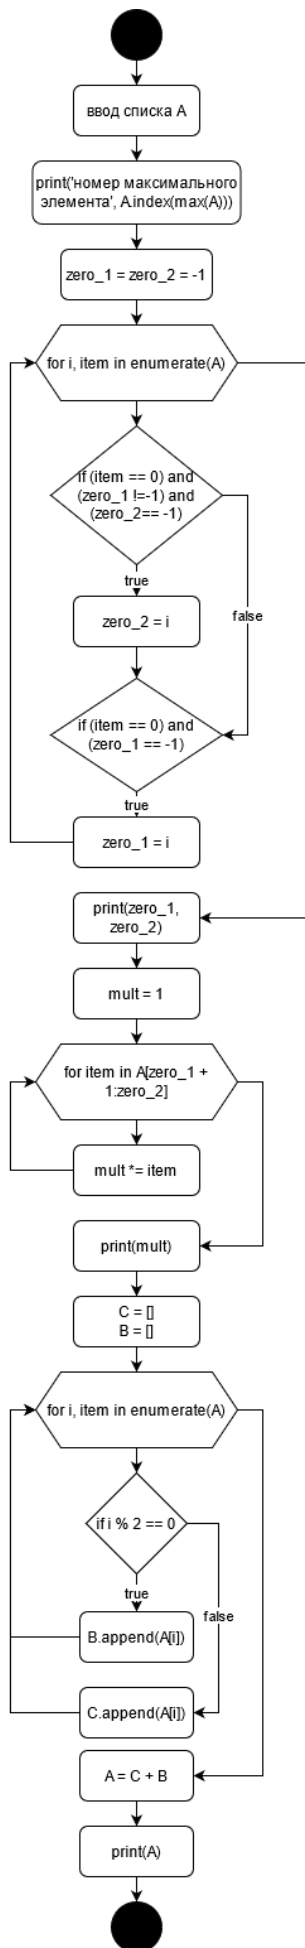 ввод списка A
print('номер максимального
элемента', A.index(max(A)))
zero_1 = zero_2 = -1
for i, item in enumerate(A)
if (item == 0) and
(zero_1 !=-1) and
(zero_2== -1)
true
zero_2 = i
false
if (item == 0) and
(zero_1 == -1)
true
zero_1 = i
print(zero_1,
zero_2)
mult = 1
for item in A[zero_1 +
1:zero_2]
mult *= item
print(mult)
C = []
B = []
for i, item in enumerate(A)
if i % 2 == 0
true
false
B.append(A[i])
C.append(A[i])
A = C + B
print(A)